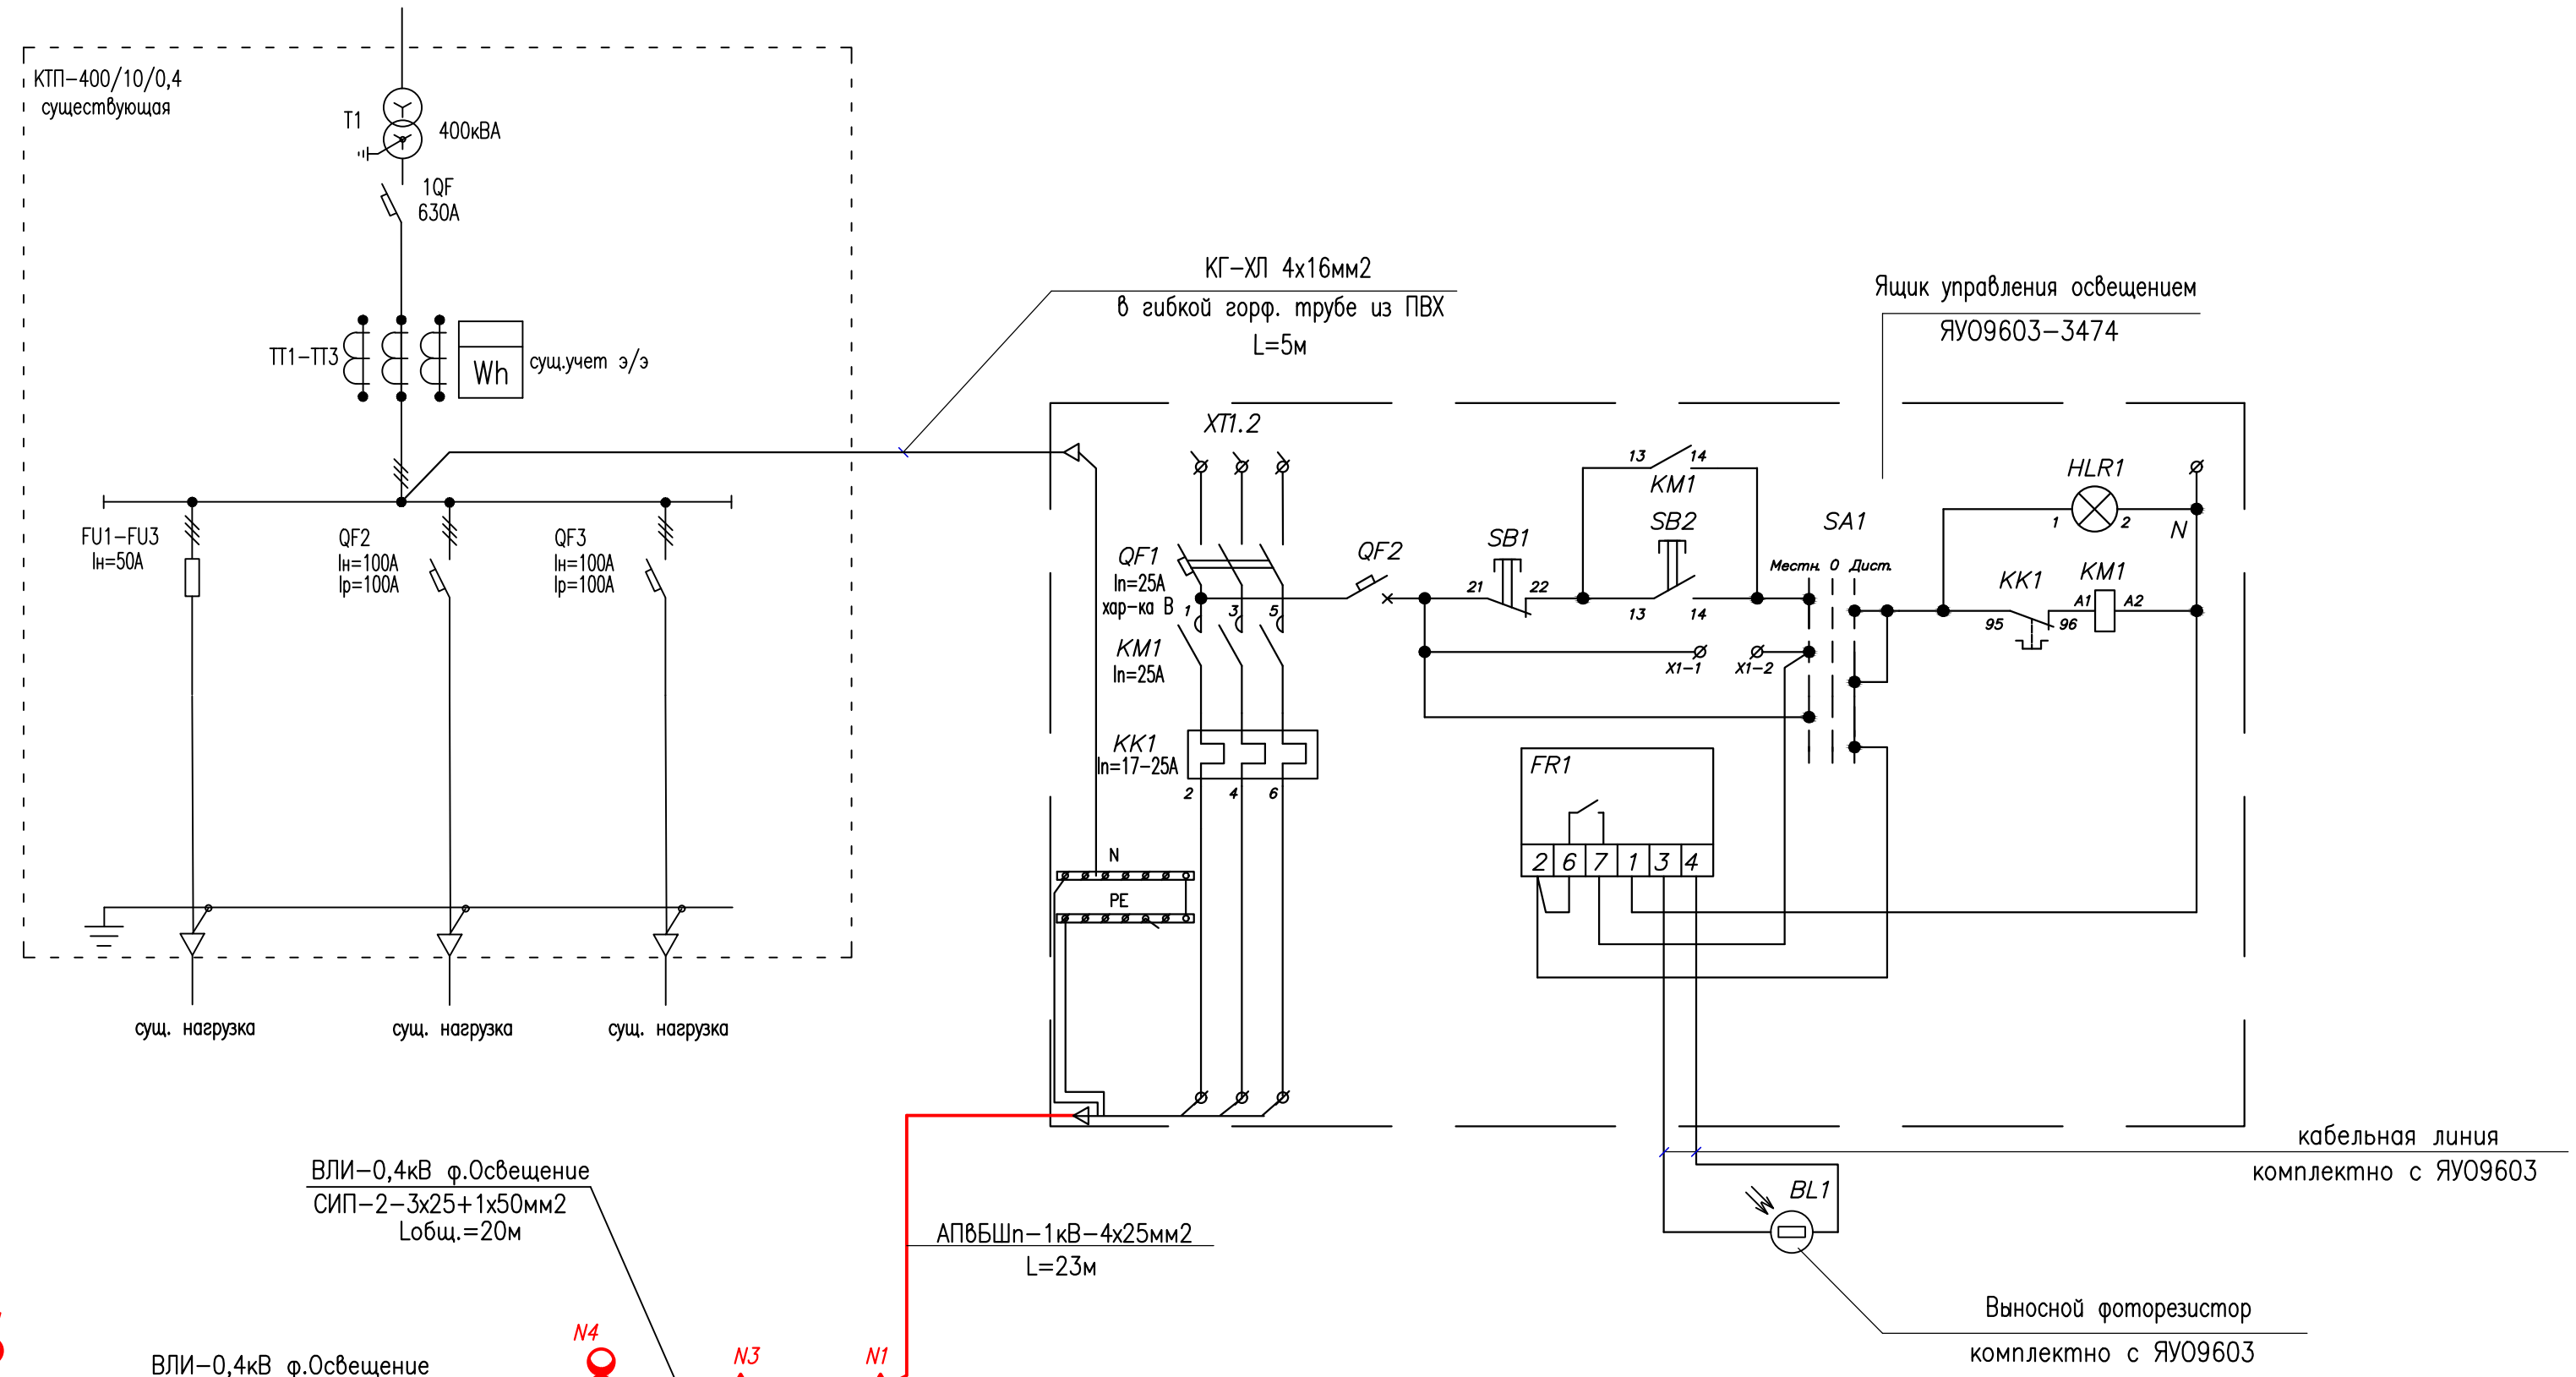 КТП-400/10/0,4
существующая
Т1
400кВА
1QF
630А
ТТ1-ТТ3
Wh
сущ.учет э/э
FU1-FU3
Iн=50А
QF2
Iн=100А
Iр=100А
QF3
Iн=100А
Iр=100А
сущ. нагрузка
сущ. нагрузка
сущ. нагрузка
КГ-ХЛ 4х16мм2
в гибкой горф. трубе из ПВХ
L=5м
Ящик управления освещением
ЯУО9603-3474
XT1.2
QF1
In=25А
хар-ка В
1
3
5
KM1
In=25А
KK1
In=17-25А
2
4
6
N
PE
QF2
SB1
21
22
13
14
KM1
SB2
13
14
X1-1
X1-2
SA1
Местн. 0 Дист.
HLR1
1
2
N
KK1
95
96
KM1
A1
A2
FR1
2 6 7 1 3 4
кабельная линия
комплектно с ЯУО9603
BL1
Выносной фоторезистор
комплектно с ЯУО9603
ВЛИ-0,4кВ ф.Освещение
СИП-2-3х25+1х50мм2
Lобщ.=20м
АПвБШп-1кВ-4х25мм2
L=23м
N4
N3
N1
ВЛИ-0,4кВ ф.Освещение